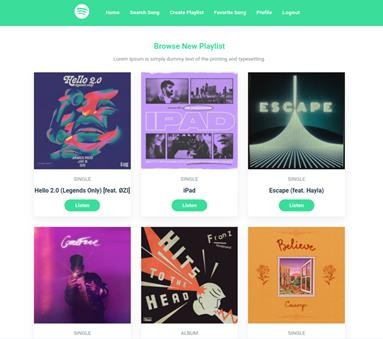 Home Search Song Create Playlist Favorite Song Profile Logout
Browse New Playlist
Lorem Ipsum is simply dummy text of the printing and typesetting.
Hello 2.0
IPAD
ESCAPE
SINGLE SINGLE SINGLE
Hello 2.0 (Legends Only) [feat. ØZI] iPad Escape (feat. Hayla)
Listen Listen Listen
HITS TO THE HEAD
Believe
SINGLE ALBUM SINGLE